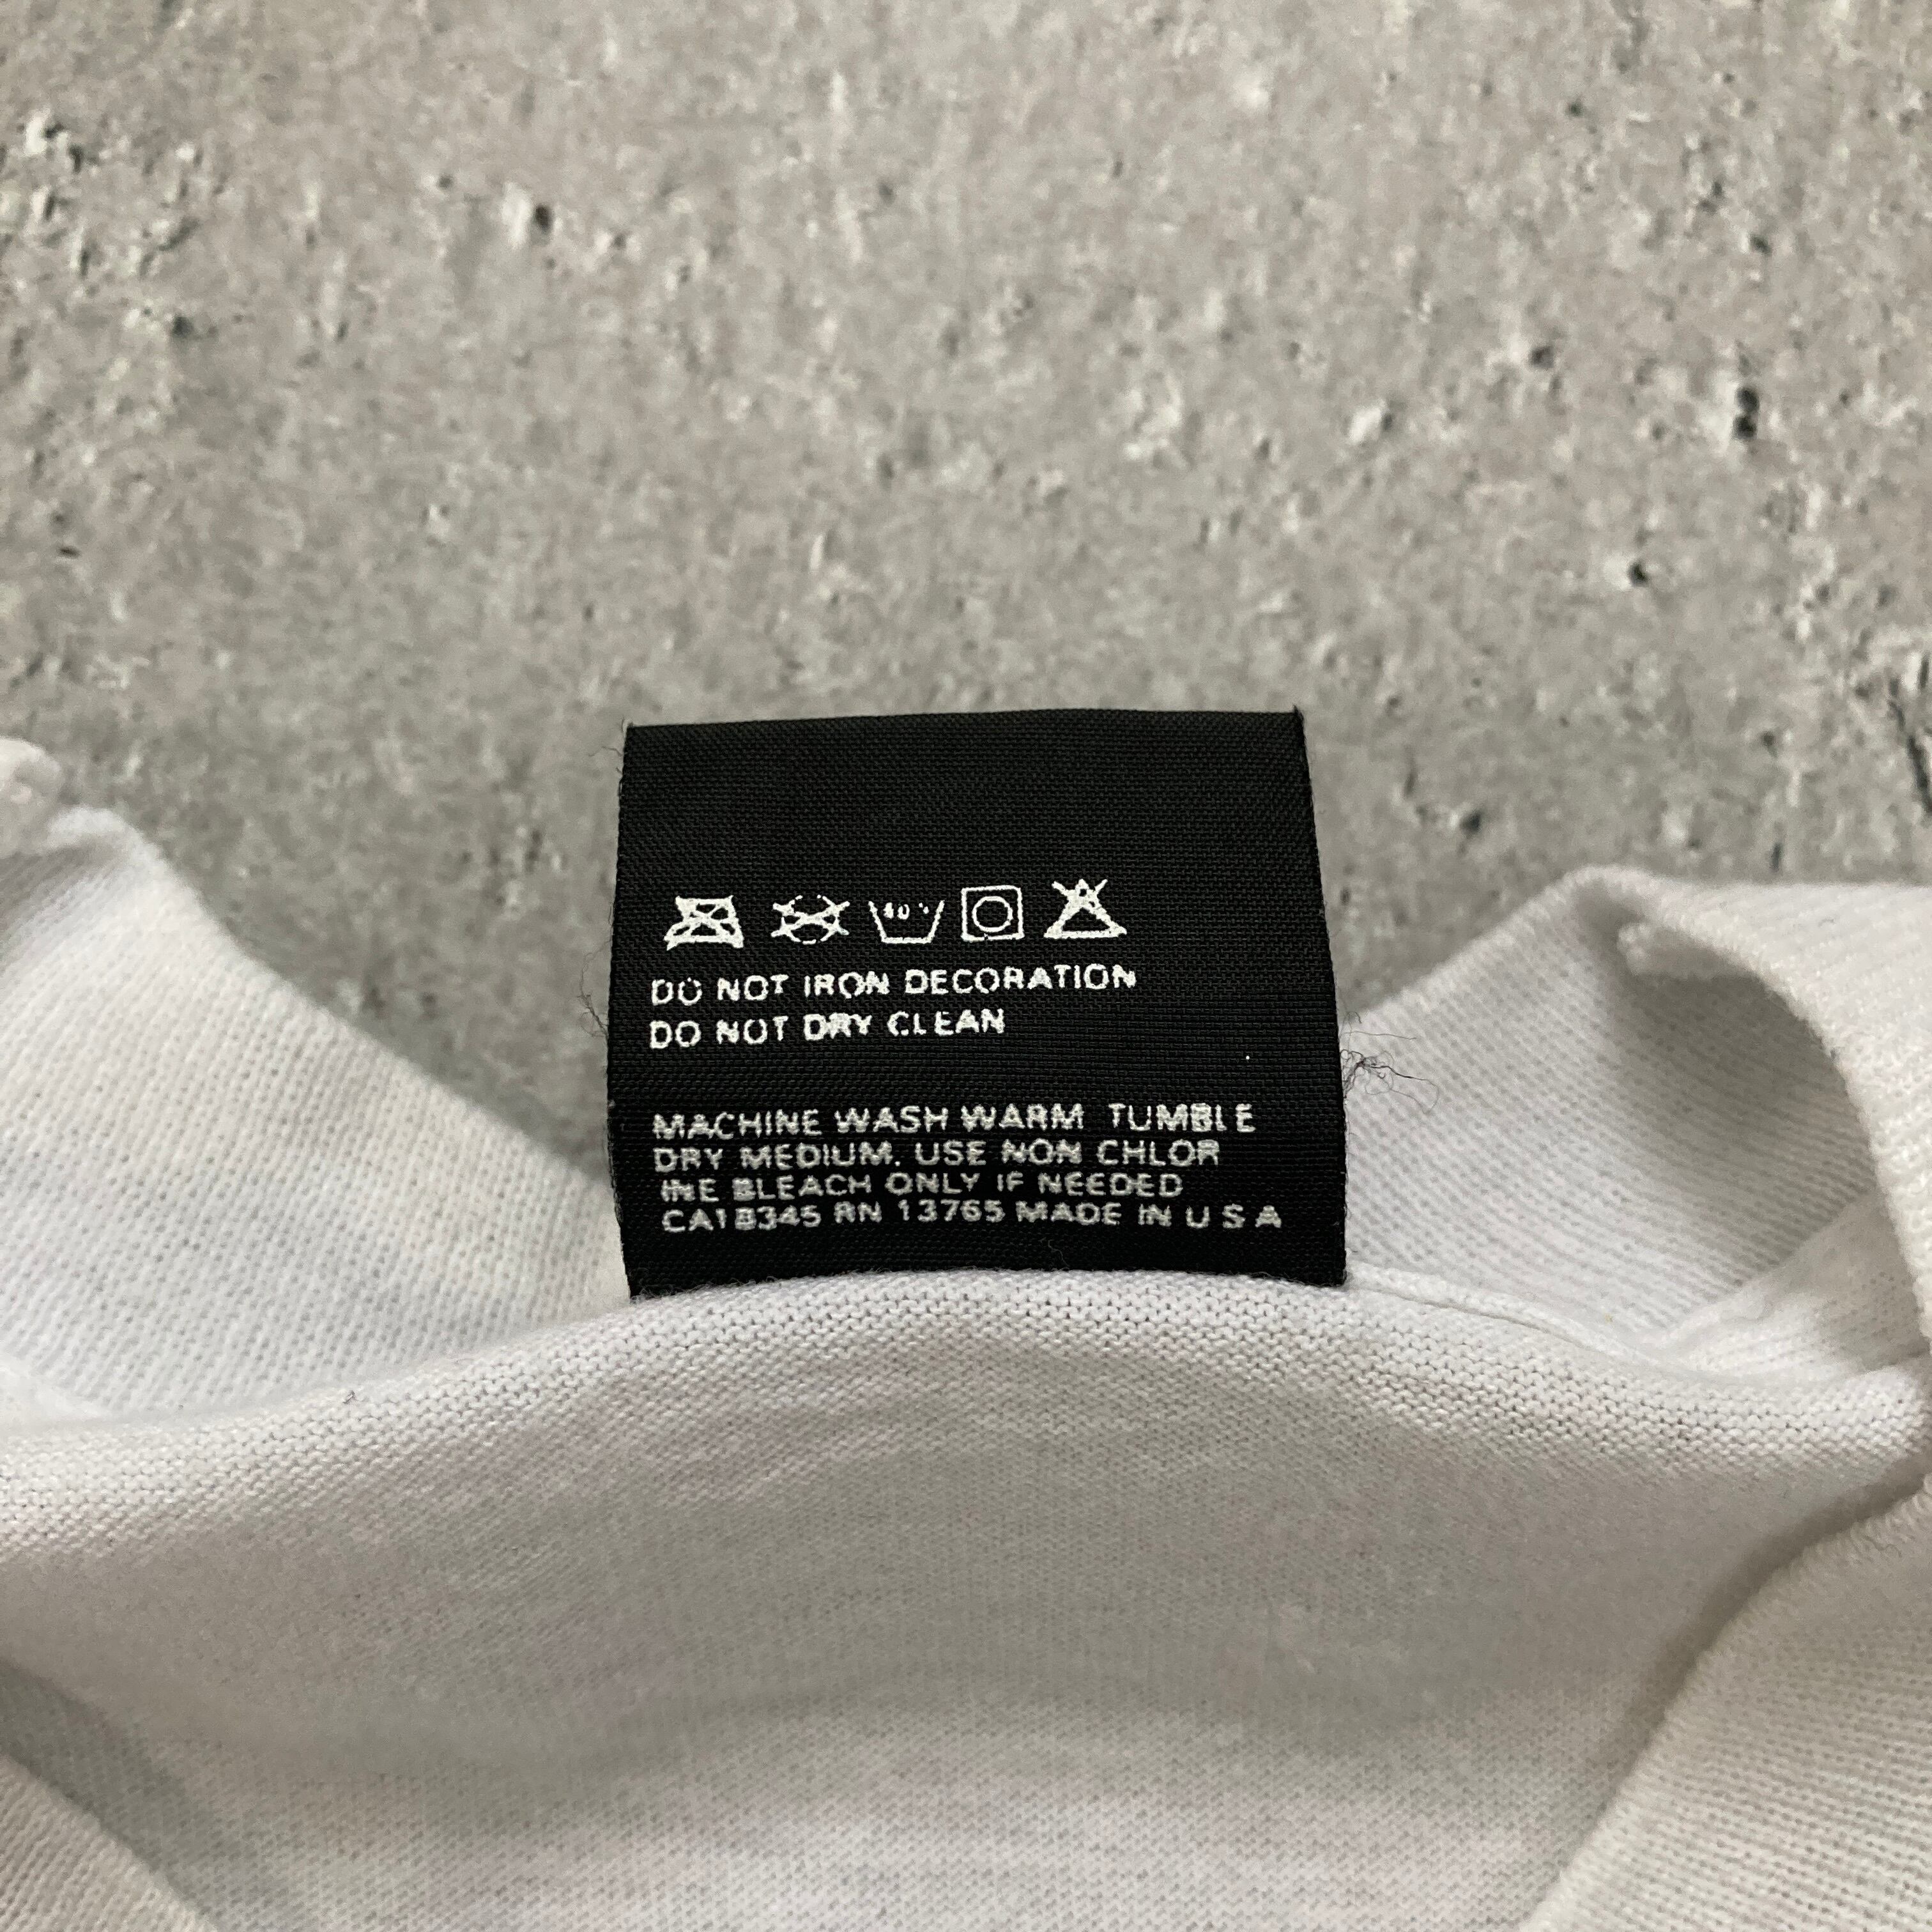 40°
DO NOT IRON DECORATION
DO NOT DRY CLEAN
MACHINE WASH WARM TUMBLE
DRY MEDIUM. USE NON CHLOR
INE BLEACH ONLY IF NEEDED
CA18345 RN 13765 MADE IN U S A